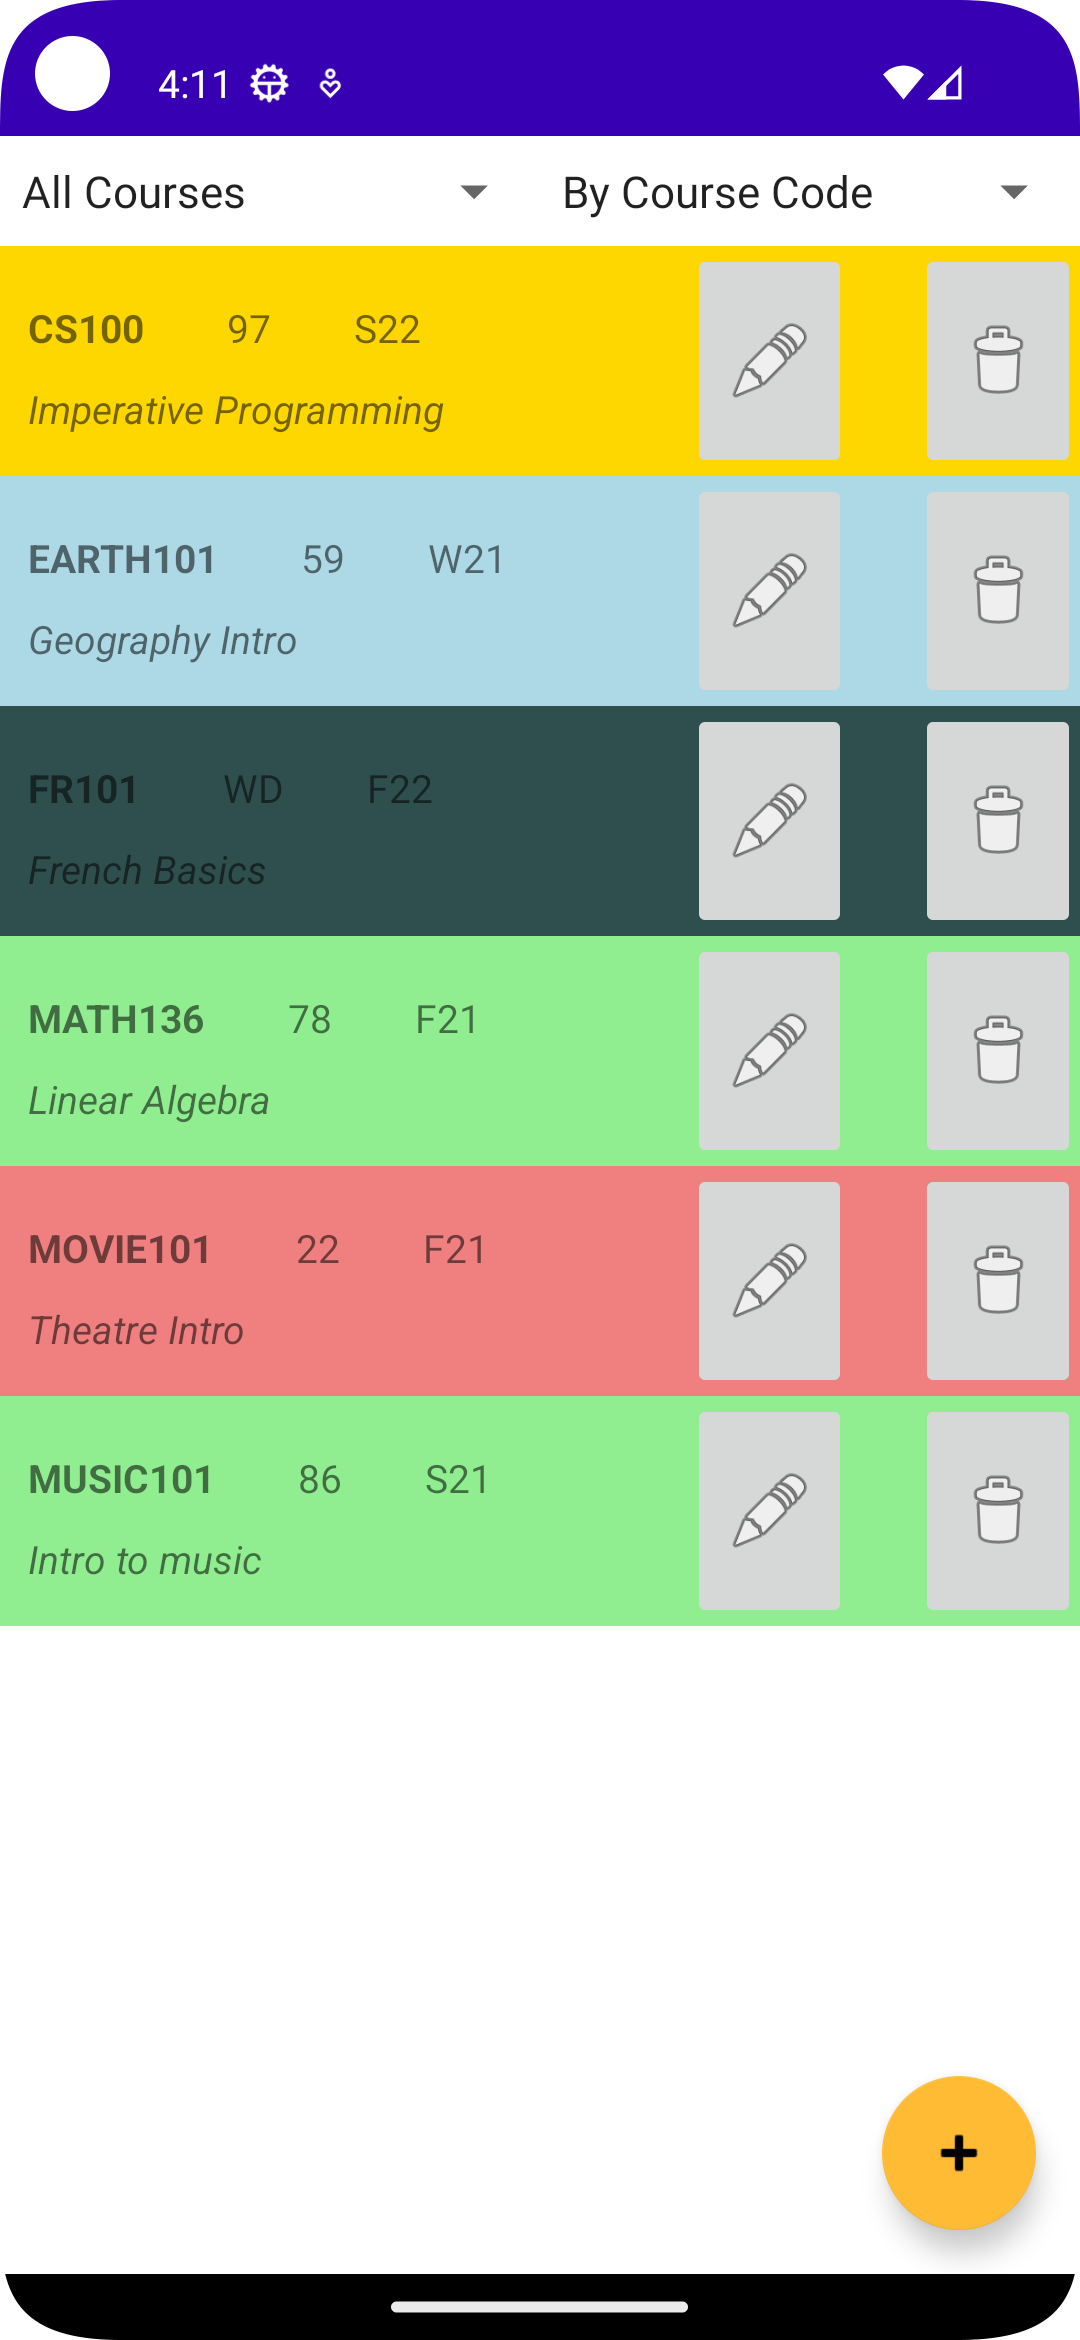 4:11
All Courses By Course Code
CS100 97 S22
Imperative Programming
EARTH101 59 W21
Geography Intro
FR101 WD F22
French Basics
MATH136 78 F21
Linear Algebra
MOVIE101 22 F21
Theatre Intro
MUSIC101 86 S21
Intro to music